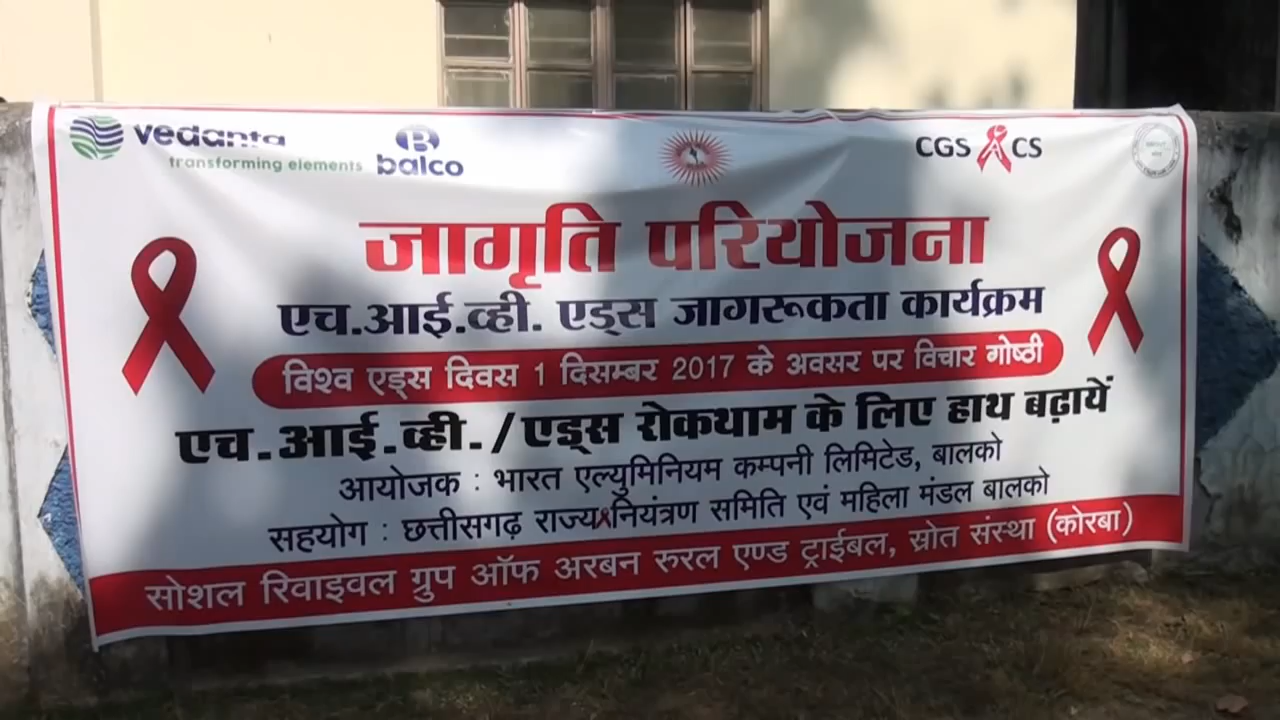 vedanta
transforming elements
balco
CGS CS
जागृति परियोजना
एच.आई.व्ही. एड्स जागरूकता कार्यक्रम
विश्व एड्स दिवस 1 दिसम्बर 2017 के अवसर पर विचार गोष्ठी
एच.आई.व्ही./एड्स रोकथाम के लिए हाथ बढ़ायें
आयोजक : भारत एल्युमिनियम कम्पनी लिमिटेड, बालको
सहयोग : छत्तीसगढ़ राज्य नियंत्रण समिति एवं महिला मंडल बालको
सोशल रिवाइवल ग्रुप ऑफ अरबन रुरल एण्ड ट्राईबल, स्रोत संस्था (कोरबा)